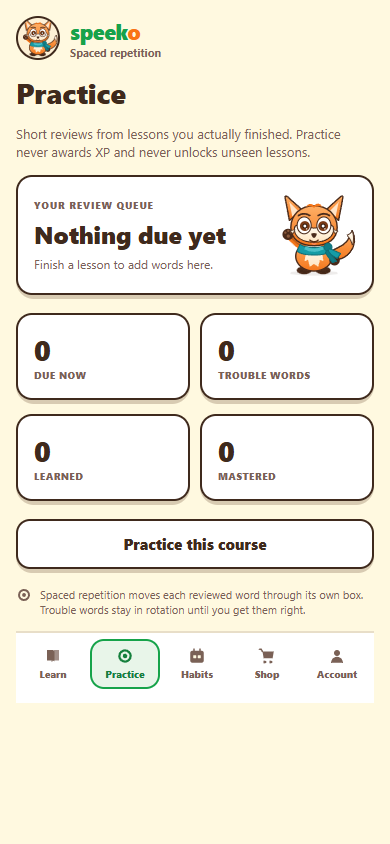 speeko
Spaced repetition
Practice
Short reviews from lessons you actually finished. Practice
never awards XP and never unlocks unseen lessons.
YOUR REVIEW QUEUE
Nothing due yet
Finish a lesson to add words here.
0
DUE NOW
0
TROUBLE WORDS
0
LEARNED
0
MASTERED
Practice this course
Spaced repetition moves each reviewed word through its own box.
Trouble words stay in rotation until you get them right.
Learn
Practice
Habits
Shop
Account